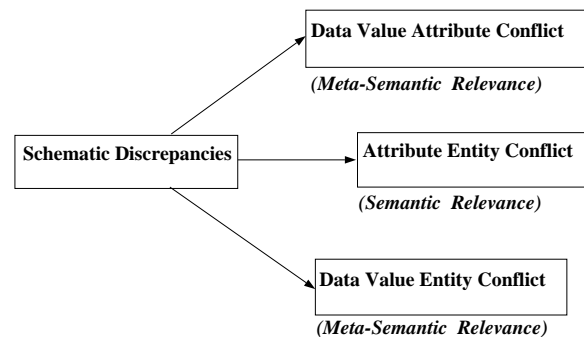 Data Value Attribute Conflict
(Meta-Semantic Relevance)
Schematic Discrepancies
Attribute Entity Conflict
(Semantic Relevance)
Data Value Entity Conflict
(Meta-Semantic Relevance)